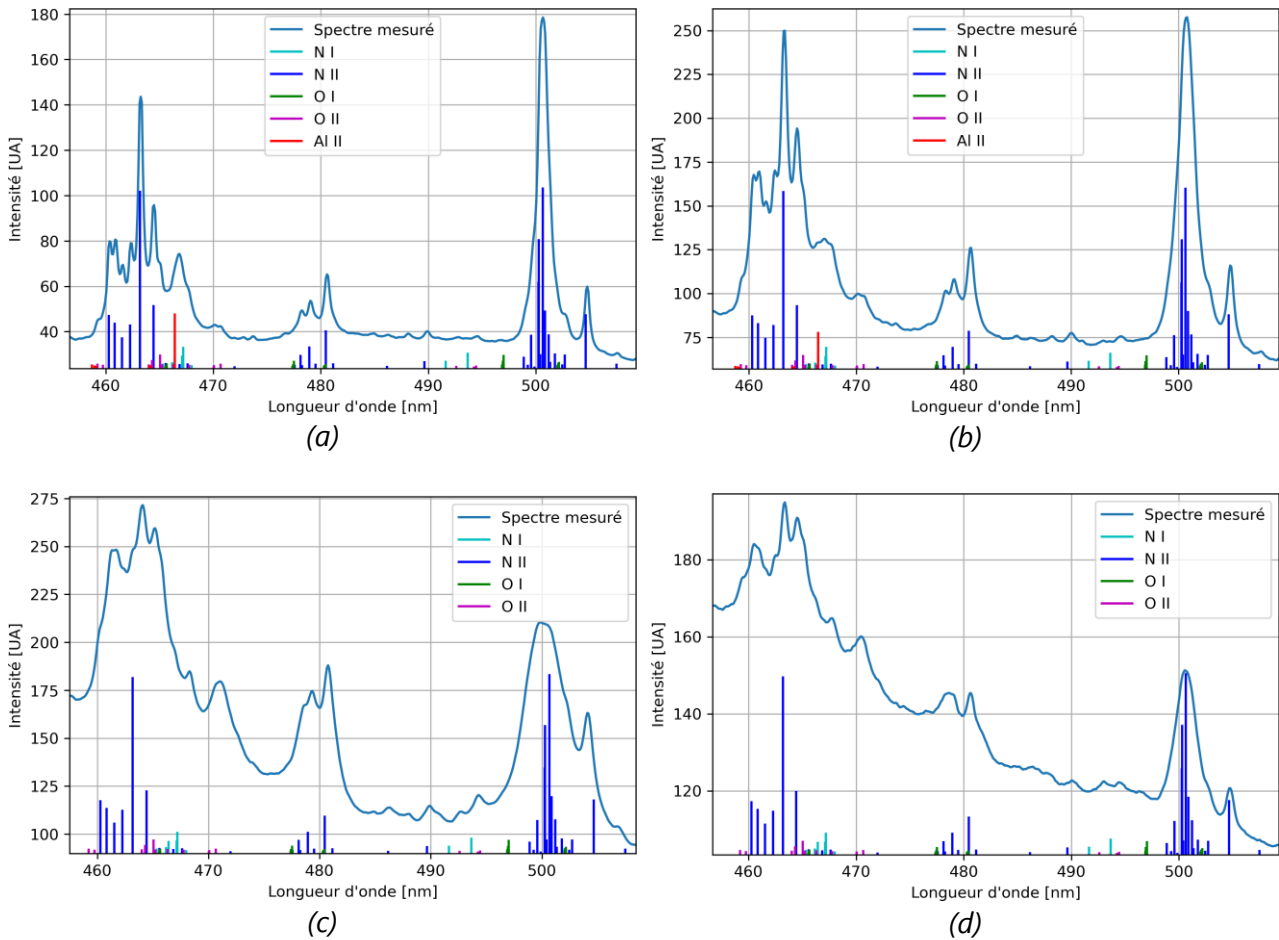 180
160
140
120
100
80
60
40
Intensité [UA]
Spectre mesuré
N I
N II
O I
O II
Al II
460
470
480
490
500
Longueur d'onde [nm]
(a)
250
225
200
175
150
125
100
75
Intensité [UA]
Spectre mesuré
N I
N II
O I
O II
Al II
460
470
480
490
500
Longueur d'onde [nm]
(b)
275
250
225
200
175
150
125
100
Intensité [UA]
Spectre mesuré
N I
N II
O I
O II
460
470
480
490
500
Longueur d'onde [nm]
(c)
180
160
140
120
Intensité [UA]
Spectre mesuré
N I
N II
O I
O II
460
470
480
490
500
Longueur d'onde [nm]
(d)